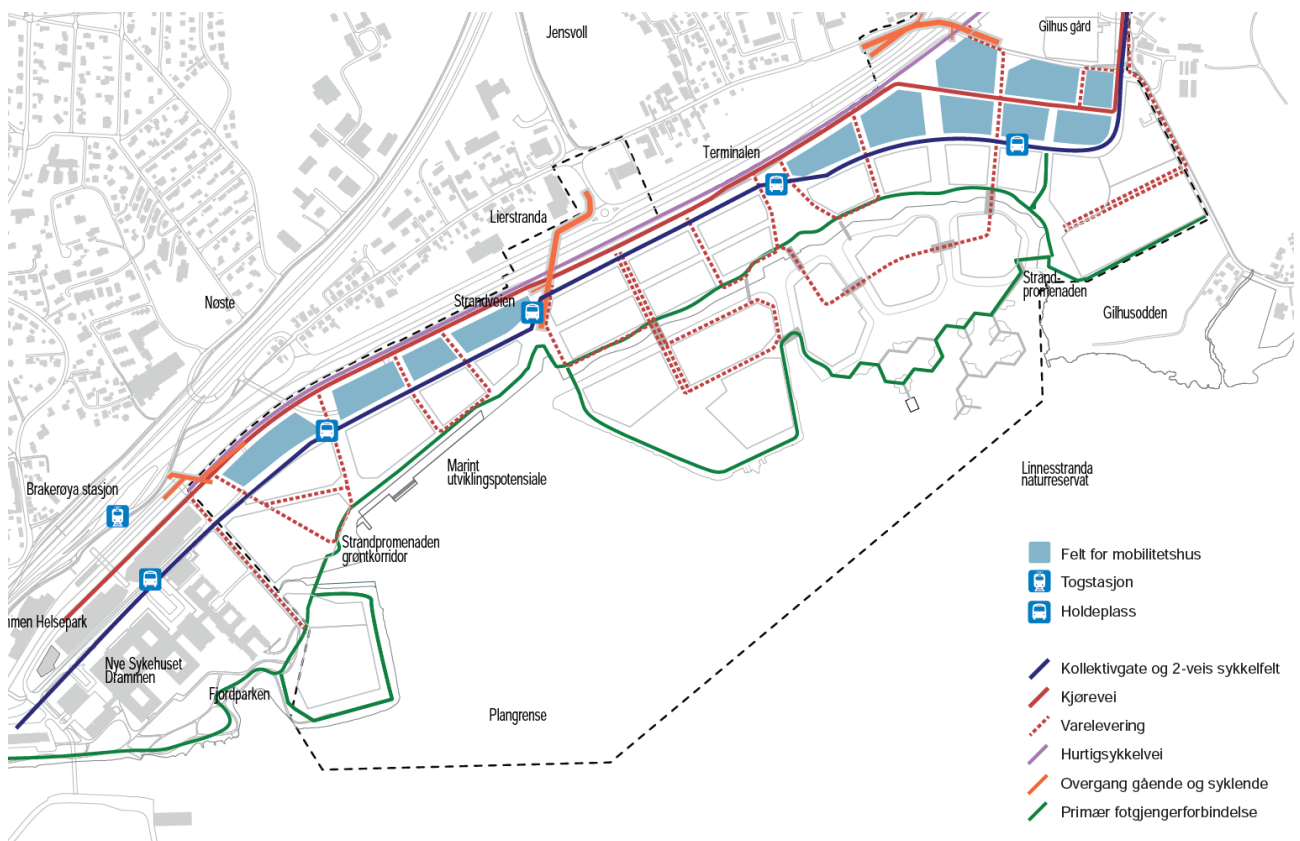 Jensvoll
Gilhus gård
Terminalen
Lierstranda
Nøste
Strandveien
Strand-
promenaden
Gilhusodden
Marint
utviklingspotensiale
Linnesstranda
naturreservat
Brakerøya stasjon
Strandpromenaden
grøntkorridor
mmen Helsepark
Nye Sykehuset
Drammen
Fjordparken
Plangrense
Felt for mobilitetshus
Togstasjon
Holdeplass
Kollektivgate og 2-veis sykkelfelt
Kjørevei
Varelevering
Hurtigsykkelvei
Overgang gående og syklende
Primær fotgjengerforbindelse